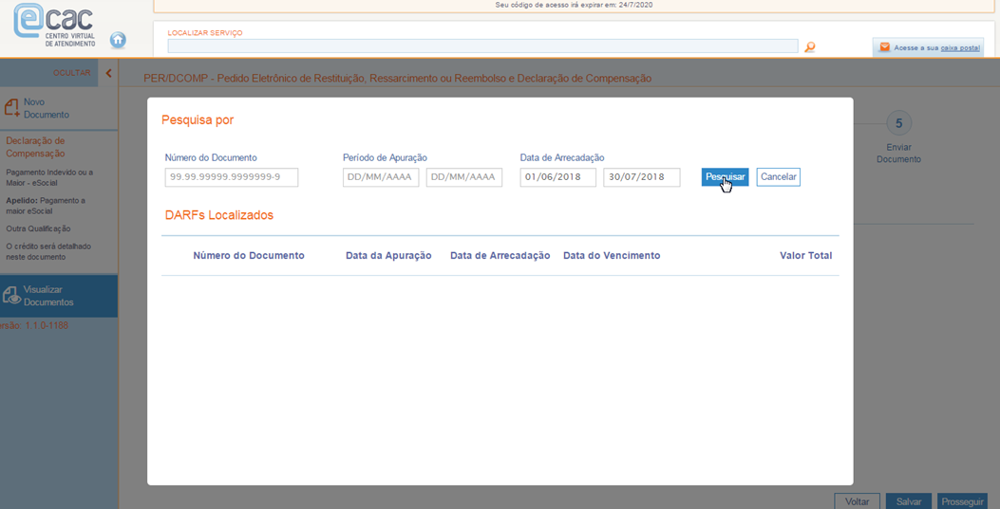 Seu código de acesso irá expirar em: 24/7/2020
ecac
CENTRO VIRTUAL
DE ATENDIMENTO
LOCALIZAR SERVIÇO
Acesse a sua caixa postal
OCULTAR
PER/DCOMP - Pedido Eletrônico de Restituição, Ressarcimento ou Reembolso e Declaração de Compensação
Novo
Documento
Declaração de
Compensação
Pagamento Indevido ou a
Maior - eSocial
Apelido: Pagamento a
maior eSocial
Outra Qualificação
O crédito será detalhado
neste documento
Visualizar
Documentos
ersão: 1.1.0-1188
Pesquisa por
Número do Documento
Período de Apuração
Data de Arrecadação
99.99.99999.9999999-9
DD/MM/AAAA
DD/MM/AAAA
01/06/2018
30/07/2018
Pesquisar
Cancelar
DARFs Localizados
Número do Documento
Data da Apuração
Data de Arrecadação
Data do Vencimento
Valor Total
5
Enviar
Documento
Voltar
Salvar
Prosseguir